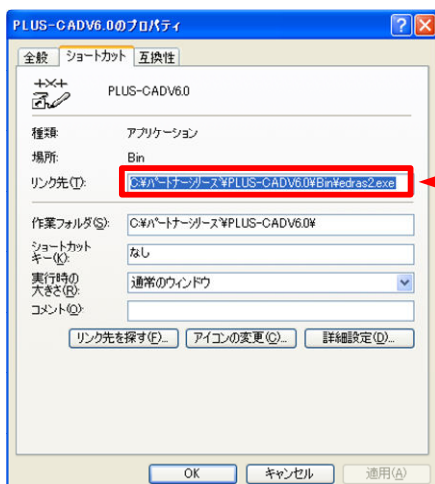 PLUS-CADV6.0のプロパティ
全般 ショートカット 互換性
PLUS-CADV6.0
種類: アプリケーション
場所: Bin
リンク先(T): C:¥パートナーシリーズ¥PLUS-CADV6.0¥Bin¥edras2.exe
作業フォルダ(S): C:¥パートナーシリーズ¥PLUS-CADV6.0¥
ショートカット
キー(K): なし
実行時の
大きさ(R): 通常のウィンドウ
コメント(O):
リンク先を探す(F)... アイコンの変更(C)... 詳細設定(D)...
OK キャンセル 適用(A)